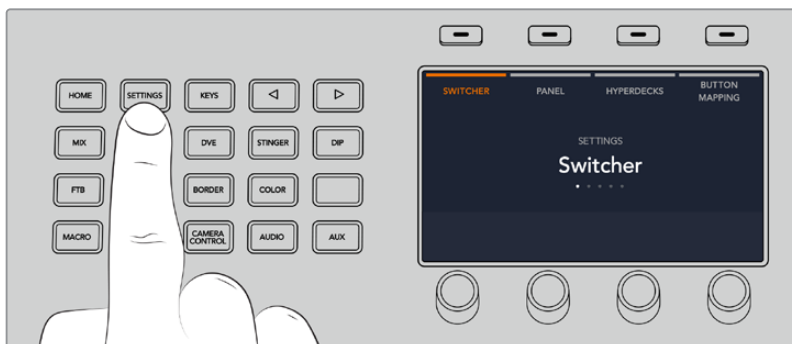 HOME
SETTINGS
KEYS
MIX
DVE
STINGER
DIP
FTB
BORDER
COLOR
MACRO
CAMERA
CONTROL
AUDIO
AUX
SWITCHER
PANEL
HYPERDECKS
BUTTON
MAPPING
SETTINGS
Switcher